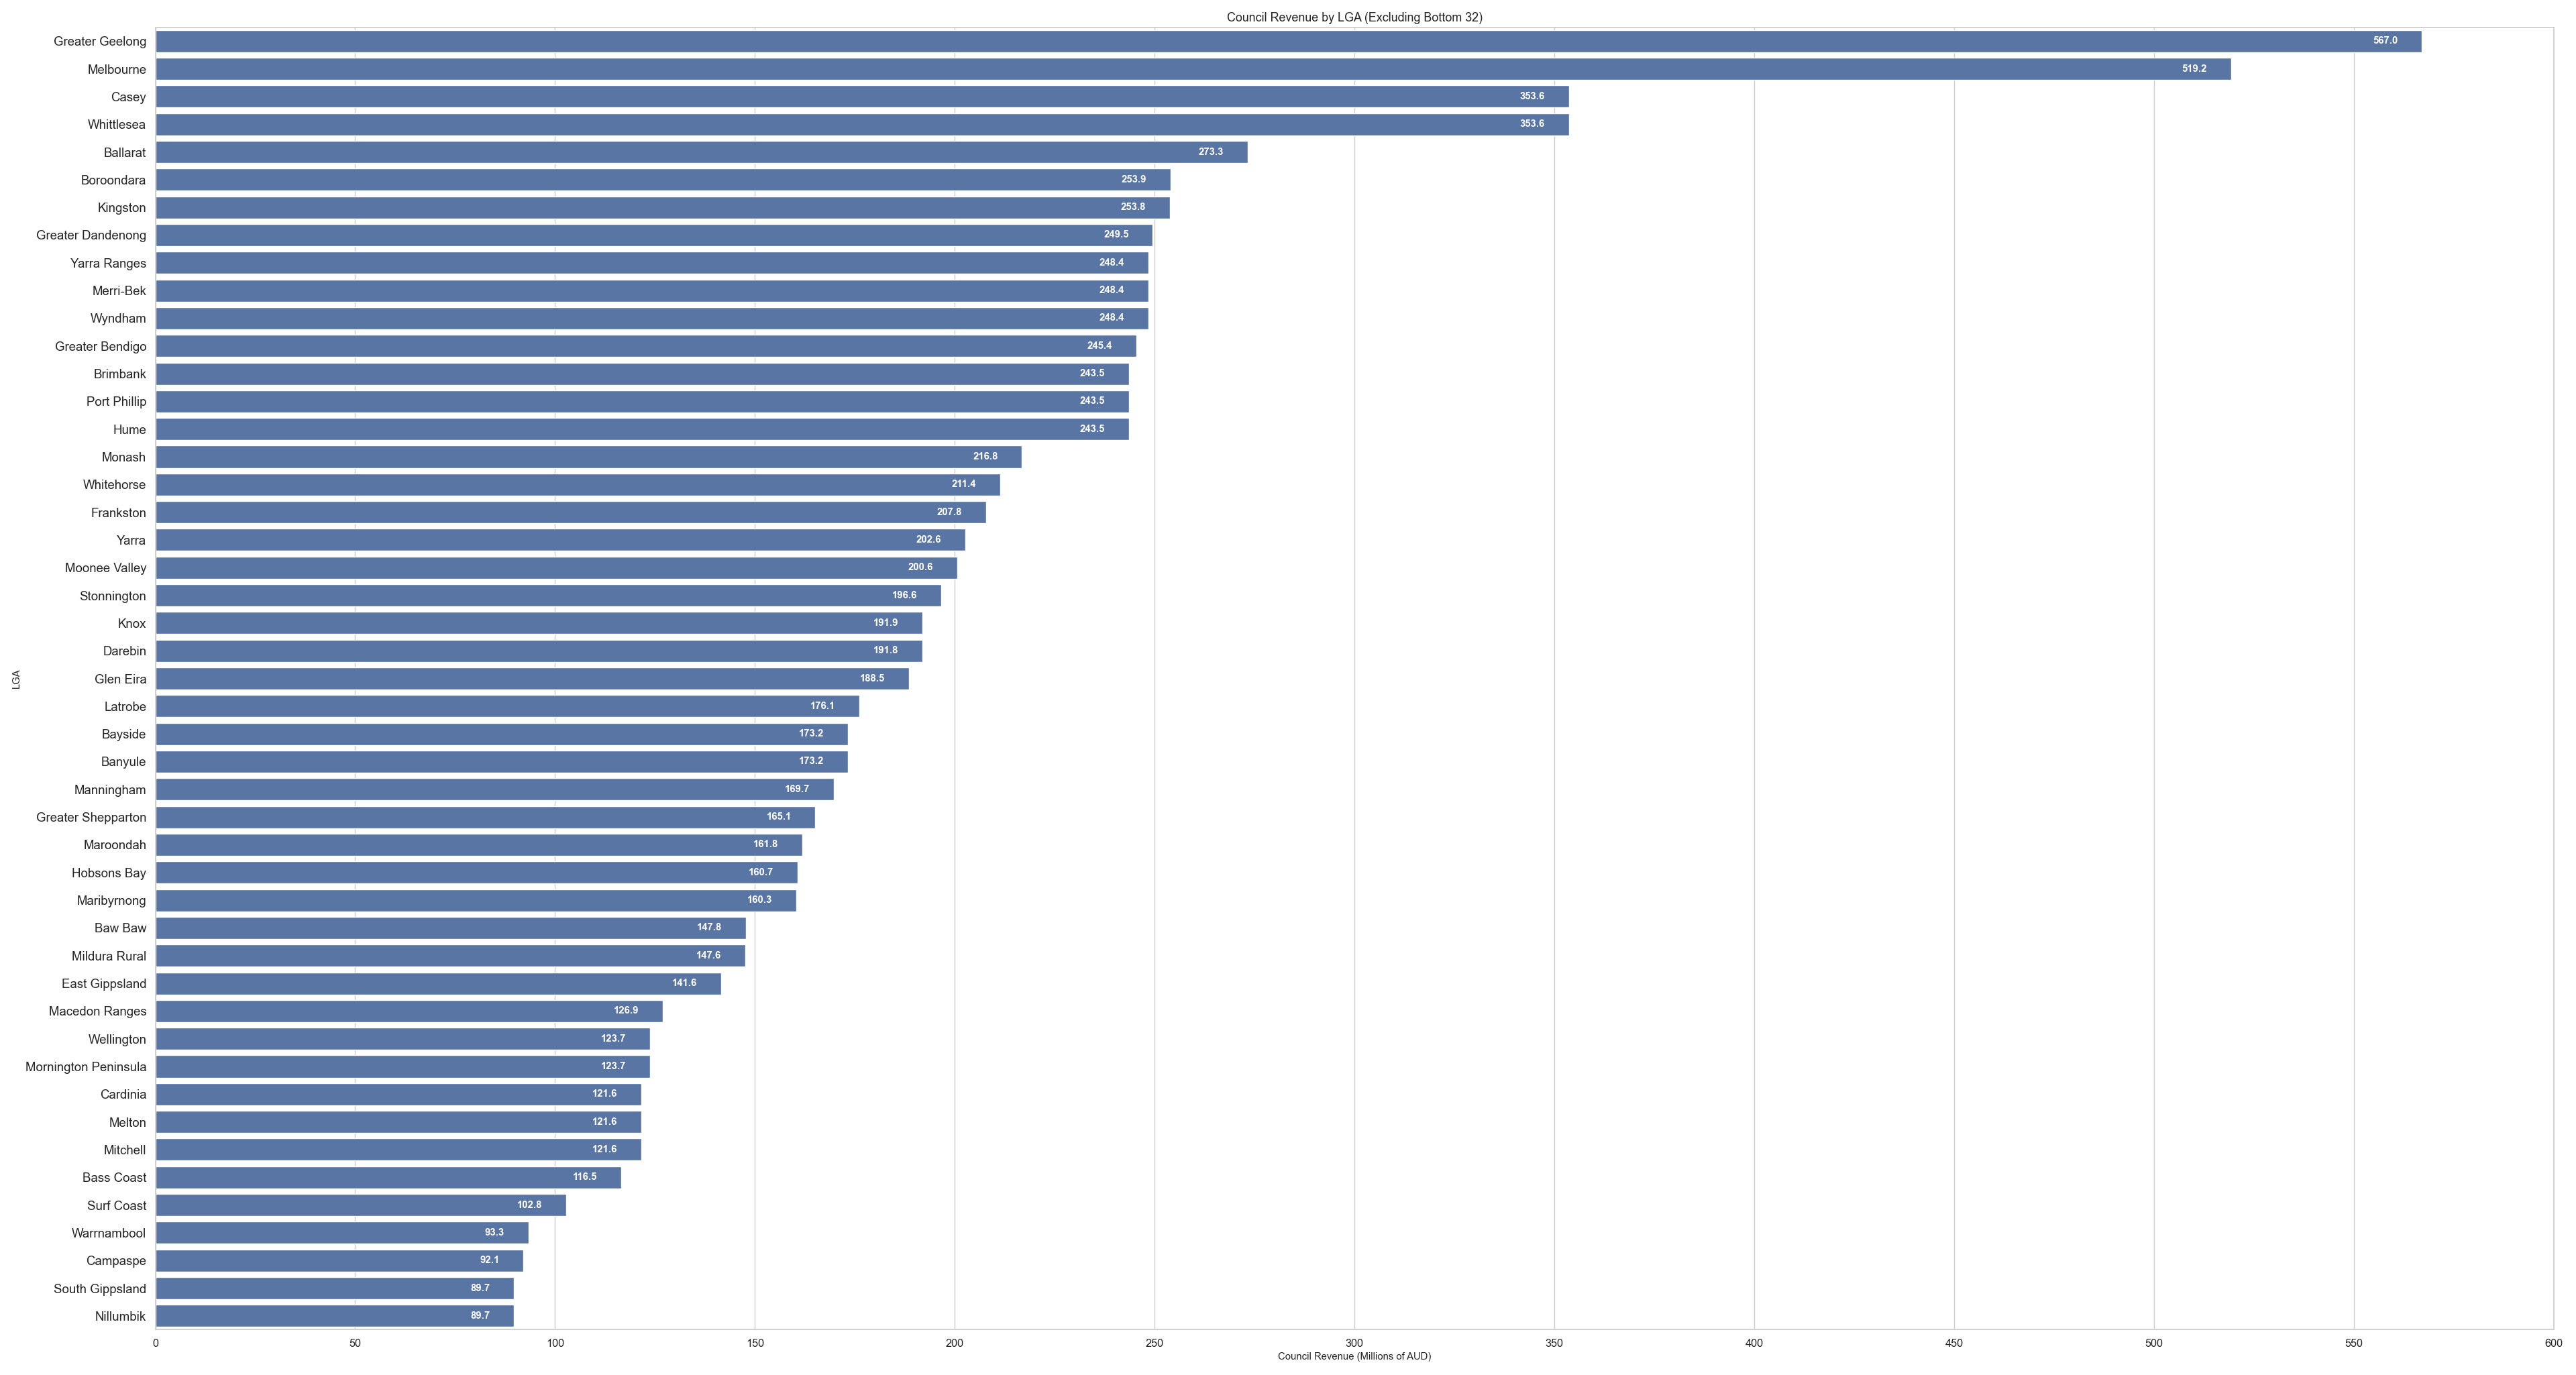 Council Revenue by LGA (Excluding Bottom 32)
Greater Geelong 567.0
Melbourne 519.2
Casey 353.6
Whittlesea 353.6
Ballarat 273.3
Boroondara 253.9
Kingston 253.8
Greater Dandenong 249.5
Yarra Ranges 248.4
Merri-Bek 248.4
Wyndham 248.4
Greater Bendigo 245.4
Brimbank 243.5
Port Phillip 243.5
Hume 243.5
Monash 216.8
Whitehorse 211.4
Frankston 207.8
Yarra 202.6
Moonee Valley 200.6
Stonnington 196.6
Knox 191.9
Darebin 191.8
Glen Eira 188.5
Latrobe 176.1
Bayside 173.2
Banyule 173.2
Manningham 169.7
Greater Shepparton 165.1
Maroondah 161.8
Hobsons Bay 160.7
Maribyrnong 160.3
Baw Baw 147.8
Mildura Rural 147.6
East Gippsland 141.6
Macedon Ranges 126.9
Wellington 123.7
Mornington Peninsula 123.7
Cardinia 121.6
Melton 121.6
Mitchell 121.6
Bass Coast 116.5
Surf Coast 102.8
Warrnambool 93.3
Campaspe 92.1
South Gippsland 89.7
Nillumbik 89.7
LGA
0 50 100 150 200 250 300 350 400 450 500 550 600
Council Revenue (Millions of AUD)